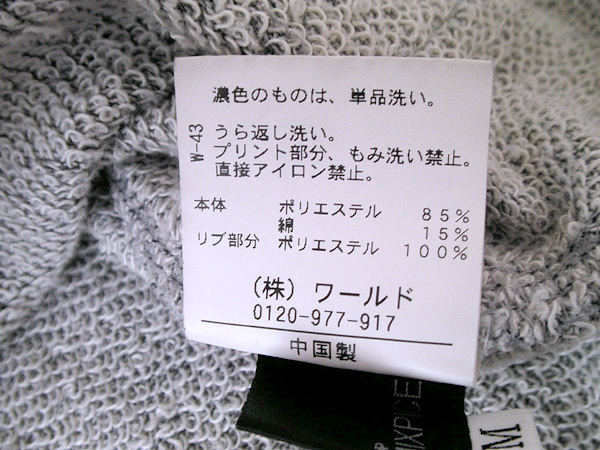 濃色のものは、単品洗い。
W-43
うら返し洗い。
プリント部分、もみ洗い禁止。
直接アイロン禁止。
本体 ポリエステル 85%
綿 15%
リブ部分 ポリエステル 100%
(株) ワールド
0120-977-917
中国製
M